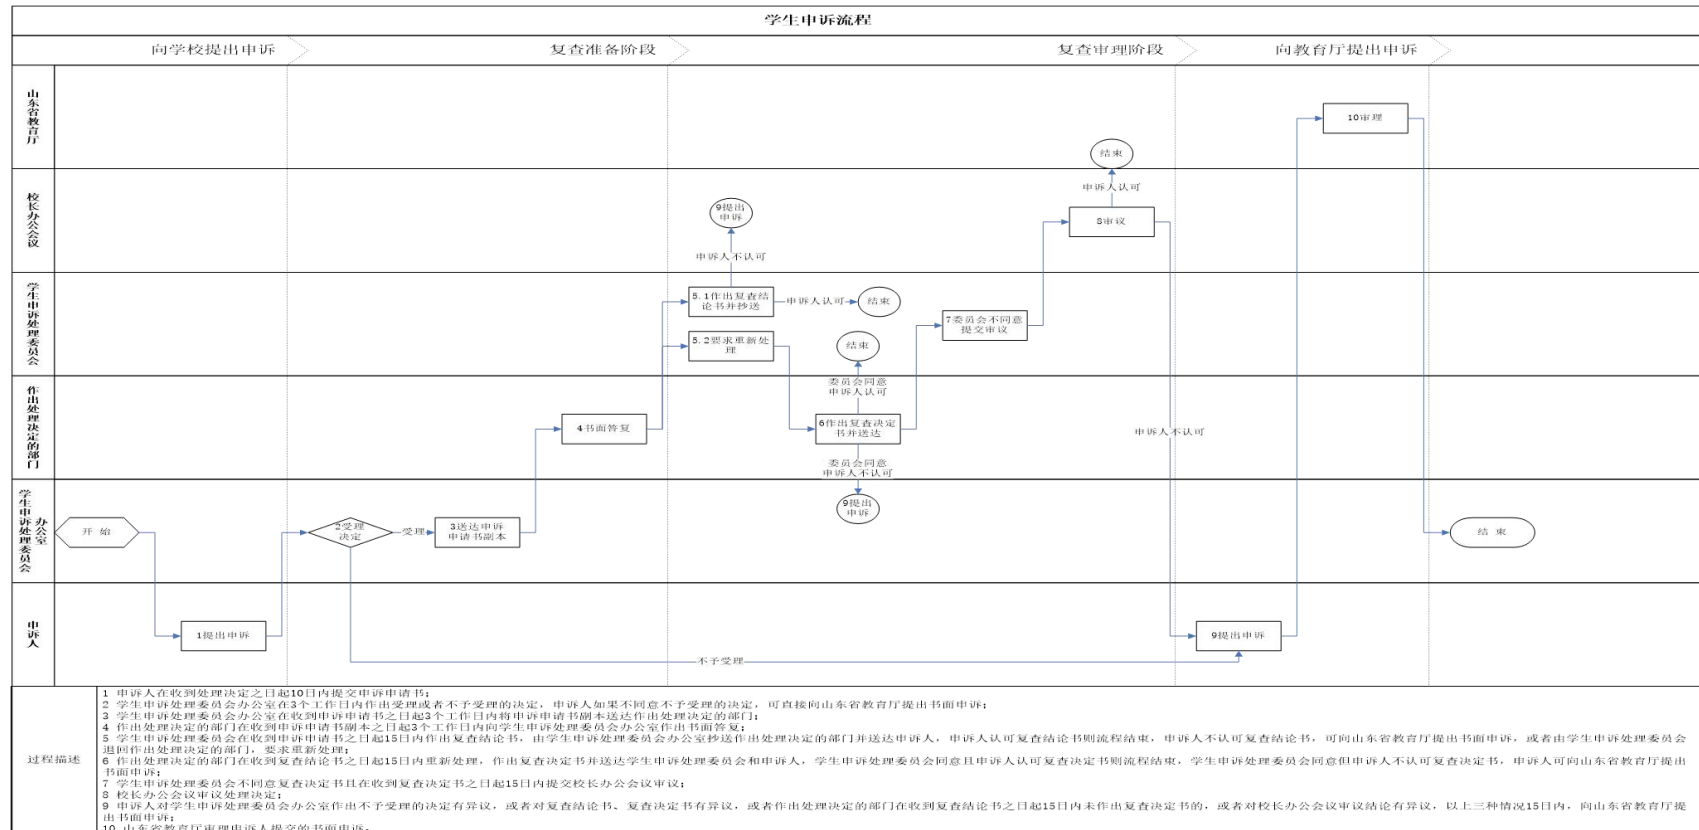 学生申诉流程
向学校提出申诉
复查准备阶段
复查审理阶段
向教育厅提出申诉
山东省教育厅
10审理
结束
校长办公会议
申诉人认可
9提出
申诉
8审议
申诉人不认可
学生申诉处理委员会
5.1作出复查结
论书并抄送
申诉人认可
结束
7委员会不同意
提交审议
5.2要求重新处
理
结束
作出处理决定的部门
委员会同意
申诉人认可
4书面答复
6作出复查决定
书并送达
申诉人不认可
委员会同意
申诉人不认可
学生申诉处理委员会
办公室
9提出
申诉
开 始
2受理
决定
受理
3送达申诉
申请书副本
结 束
申诉人
1提出申诉
9提出申诉
不予受理
过程描述
1 申诉人在收到处理决定之日起10日内提交申诉申请书;
2 学生申诉处理委员会办公室在3个工作日内作出受理或者不予受理的决定，申诉人如果不同意不予受理的决定，可直接向山东省教育厅提出书面申诉;
3 学生申诉处理委员会办公室在收到申诉申请书之日起3个工作日内将申诉申请书副本送达作出处理决定的部门;
4 作出处理决定的部门在收到申诉申请书副本之日起3个工作日内向学生申诉处理委员会办公室作出书面答复;
5 学生申诉处理委员会在收到申诉申请书之日起15日内作出复查结论书，由学生申诉处理委员会办公室抄送作出处理决定的部门并送达申诉人，申诉人认可复查结论书则流程结束，申诉人不认可复查结论书，可向山东省教育厅提出书面申诉，或者由学生申诉处理委员会
退回作出处理决定的部门，要求重新处理;
6 作出处理决定的部门在收到复查结论书之日起15日内重新处理，作出复查决定书并送达学生申诉处理委员会和申诉人，学生申诉处理委员会同意且申诉人认可复查决定书则流程结束，学生申诉处理委员会同意但申诉人不认可复查决定书，申诉人可向山东省教育厅提出
书面申诉;
7 学生申诉处理委员会不同意复查决定书且在收到复查决定书之日起15日内提交校长办公会议审议;
8 校长办公会议审议处理决定;
9 申诉人对学生申诉处理委员会办公室作出不予受理的决定有异议，或者对复查结论书、复查决定书有异议，或者作出处理决定的部门在收到复查结论书之日起15日内未作出复查决定书的，或者对校长办公会议审议结论有异议，以上三种情况15日内，向山东省教育厅提
出书面申诉;
10 山东省教育厅审理申诉人提交的书面申诉。